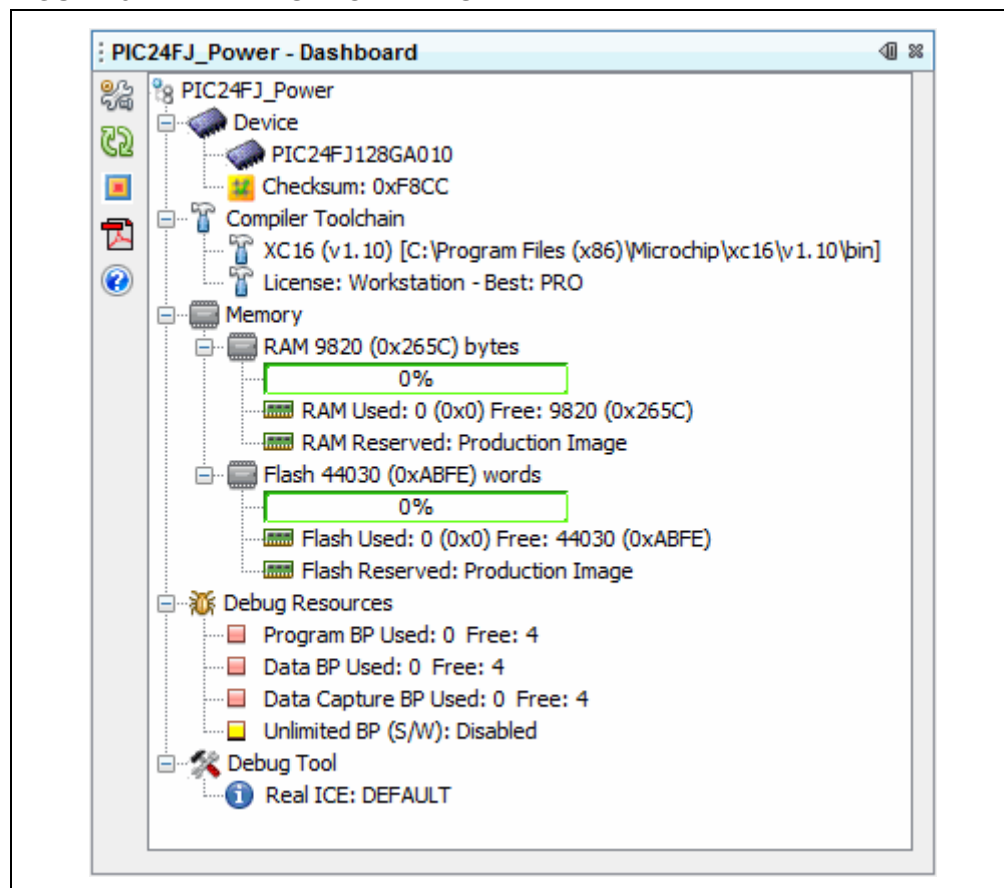 PIC24FJ_Power - Dashboard
PIC24FJ_Power
Device
PIC24FJ128GA010
Checksum: 0xF8CC
Compiler Toolchain
XC16 (v1.10) [C:\Program Files (x86)\Microchip\xc16\v1.10\bin]
License: Workstation - Best: PRO
Memory
RAM 9820 (0x265C) bytes
0%
RAM Used: 0 (0x0) Free: 9820 (0x265C)
RAM Reserved: Production Image
Flash 44030 (0xABFE) words
0%
Flash Used: 0 (0x0) Free: 44030 (0xABFE)
Flash Reserved: Production Image
Debug Resources
Program BP Used: 0 Free: 4
Data BP Used: 0 Free: 4
Data Capture BP Used: 0 Free: 4
Unlimited BP (S/W): Disabled
Debug Tool
Real ICE: DEFAULT